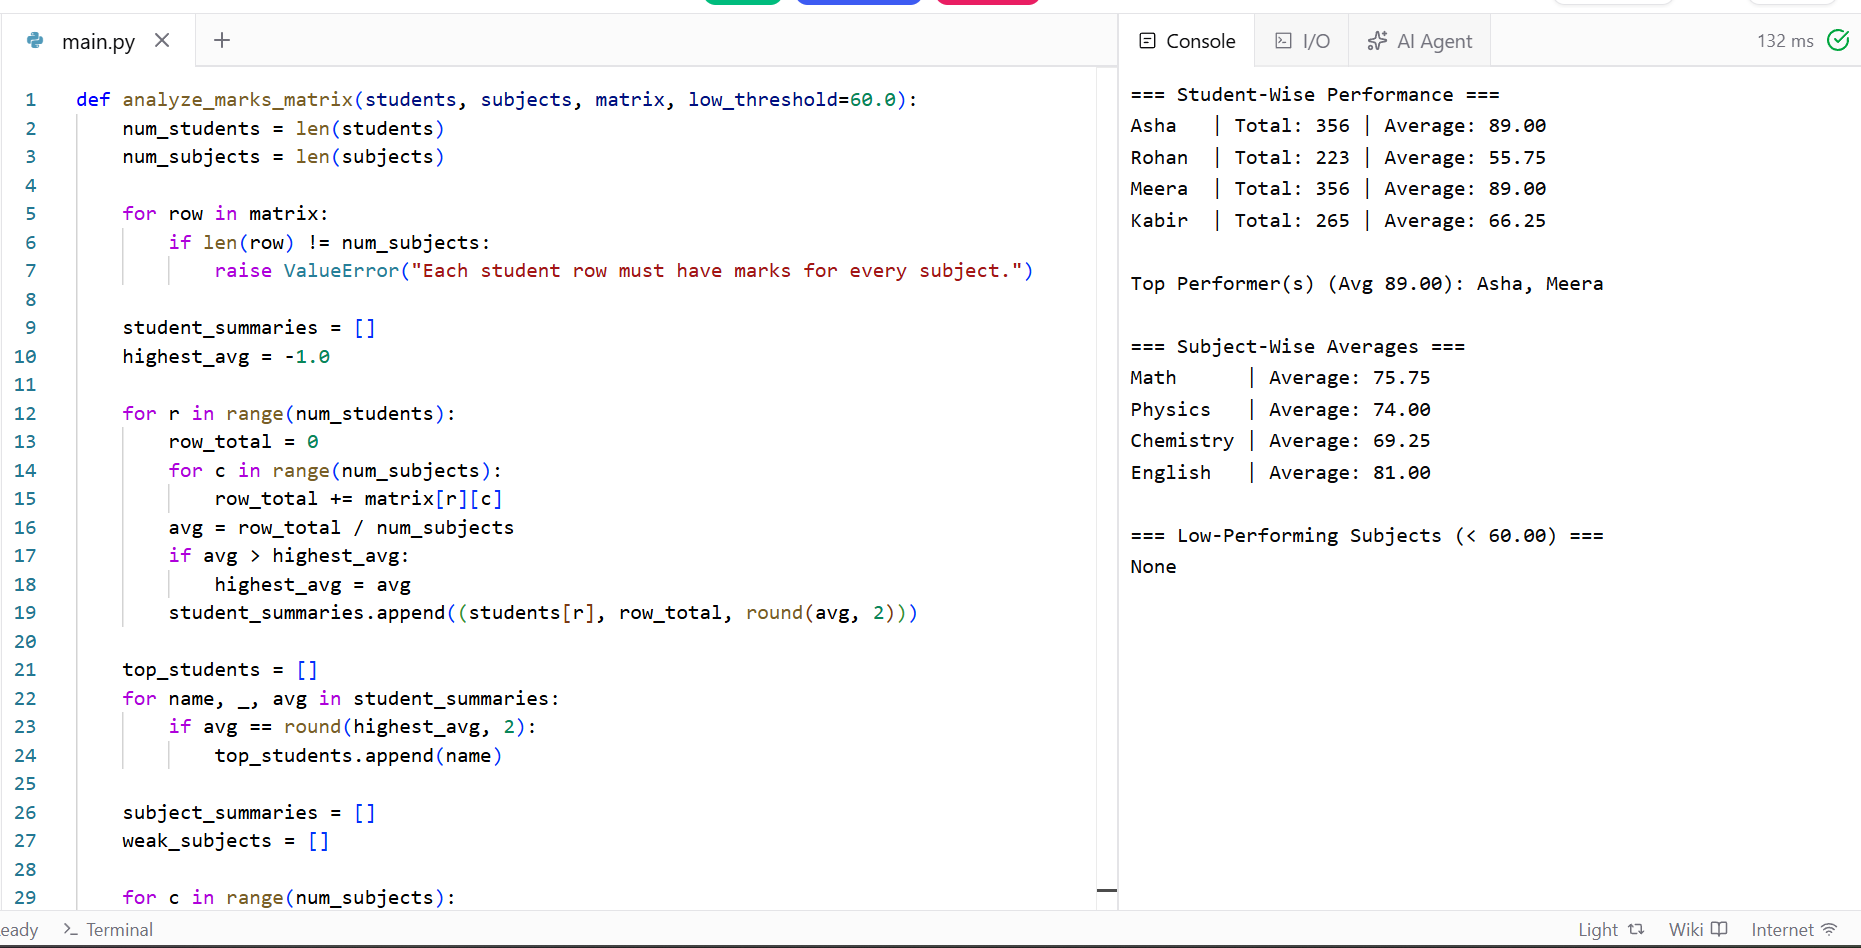 main.py
Console
I/O
AI Agent
132 ms
1 def analyze_marks_matrix(students, subjects, matrix, low_threshold=60.0):
2     num_students = len(students)
3     num_subjects = len(subjects)
4
5     for row in matrix:
6         if len(row) != num_subjects:
7             raise ValueError("Each student row must have marks for every subject.")
8
9     student_summaries = []
10     highest_avg = -1.0
11
12     for r in range(num_students):
13         row_total = 0
14         for c in range(num_subjects):
15             row_total += matrix[r][c]
16         avg = row_total / num_subjects
17         if avg > highest_avg:
18             highest_avg = avg
19         student_summaries.append((students[r], row_total, round(avg, 2)))
20
21     top_students = []
22     for name, _, avg in student_summaries:
23         if avg == round(highest_avg, 2):
24             top_students.append(name)
25
26     subject_summaries = []
27     weak_subjects = []
28
29     for c in range(num_subjects):
=== Student-Wise Performance ===
Asha   | Total: 356 | Average: 89.00
Rohan  | Total: 223 | Average: 55.75
Meera  | Total: 356 | Average: 89.00
Kabir  | Total: 265 | Average: 66.25
Top Performer(s) (Avg 89.00): Asha, Meera
=== Subject-Wise Averages ===
Math      | Average: 75.75
Physics   | Average: 74.00
Chemistry | Average: 69.25
English   | Average: 81.00
=== Low-Performing Subjects (< 60.00) ===
None
eady
Terminal
Light
Wiki
Internet